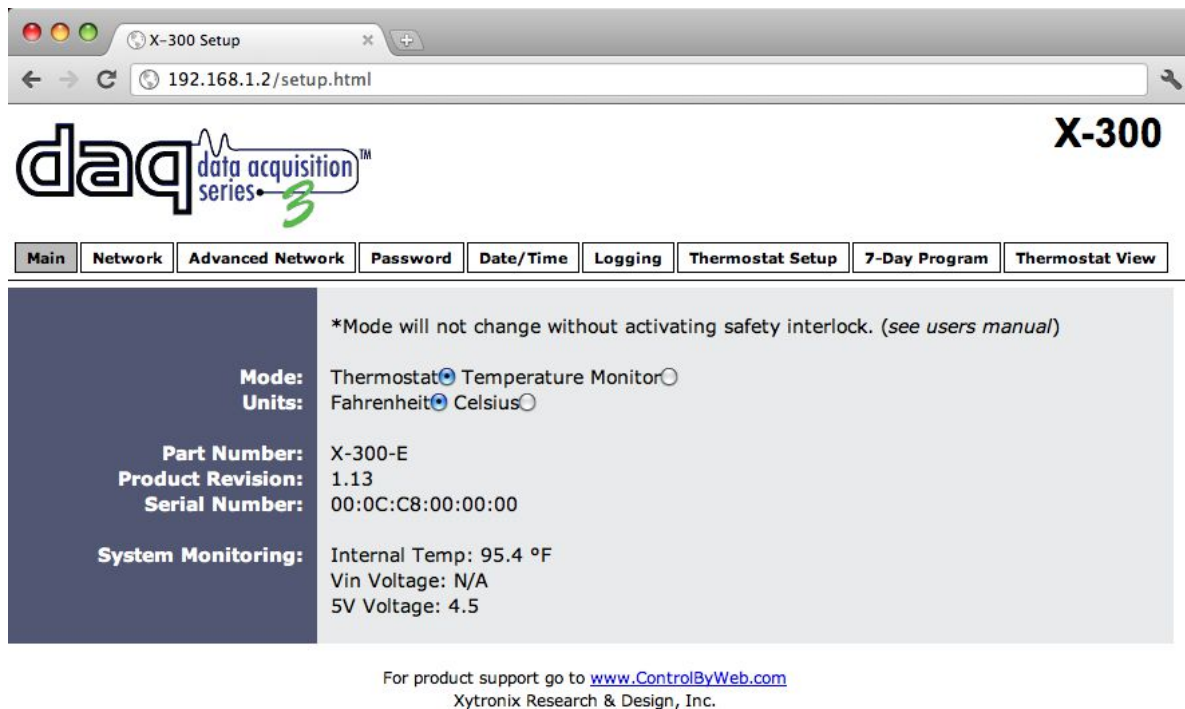 X-300 Setup
192.168.1.2/setup.html
daq data acquisition series 3 TM
X-300
Main Network Advanced Network Password Date/Time Logging Thermostat Setup 7-Day Program Thermostat View
*Mode will not change without activating safety interlock. (see users manual)
Mode: Thermostat Temperature Monitor
Units: Fahrenheit Celsius
Part Number: X-300-E
Product Revision: 1.13
Serial Number: 00:0C:C8:00:00:00
System Monitoring: Internal Temp: 95.4 °F
Vin Voltage: N/A
5V Voltage: 4.5
For product support go to www.ControlByWeb.com
Xytronix Research & Design, Inc.